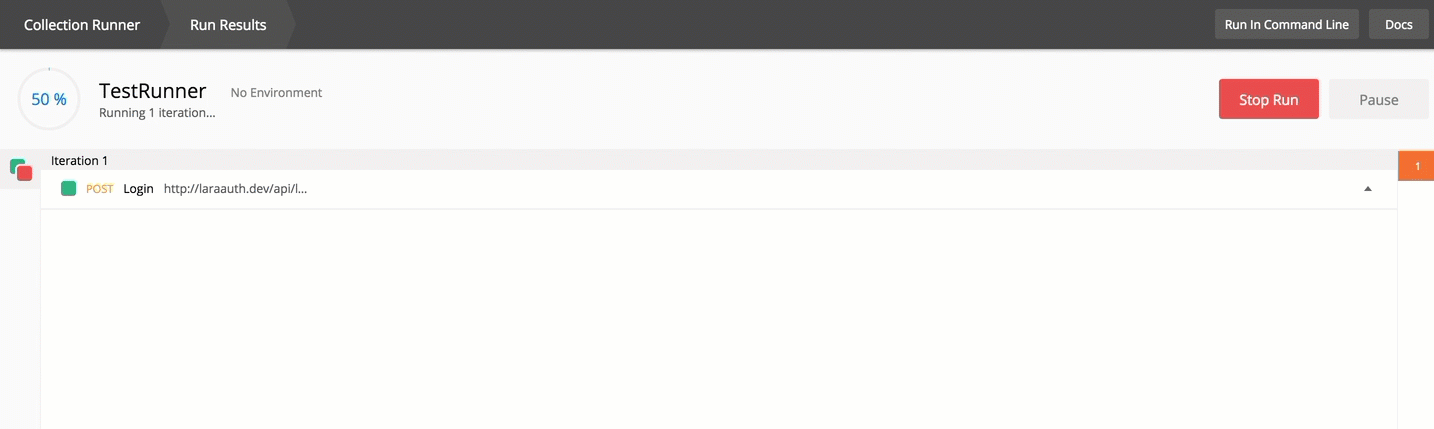 Collection Runner Run Results Run In Command Line Docs
50 % TestRunner No Environment Stop Run Pause
Running 1 iteration...
Iteration 1 1
POST Login http://laraauth.dev/api/l...